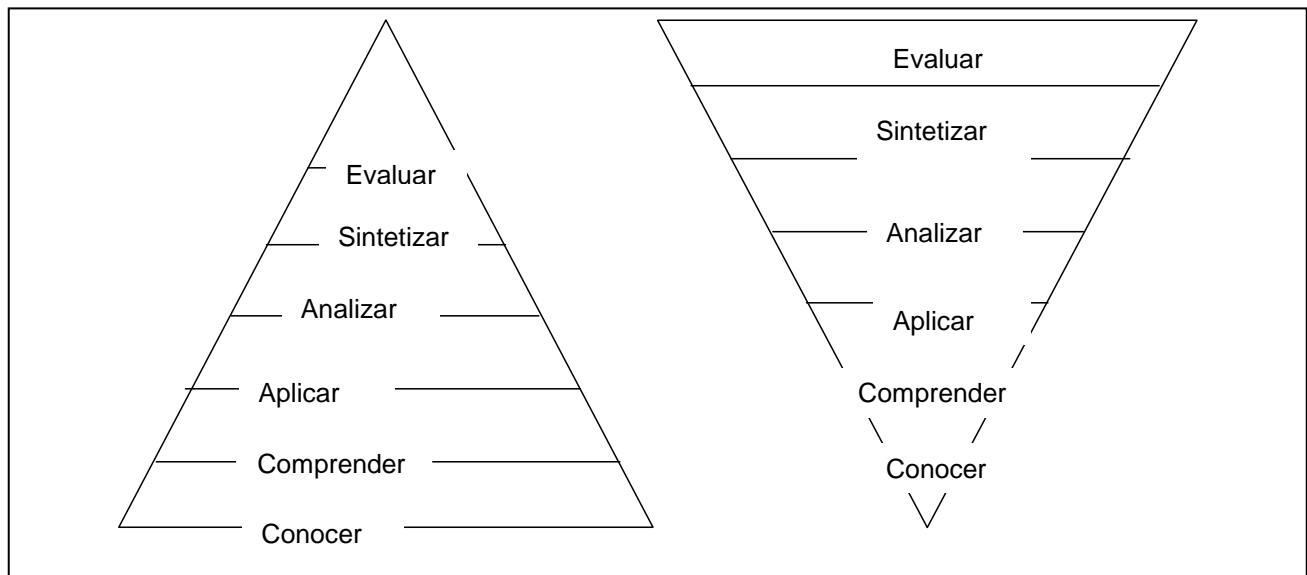 Evaluar
Sintetizar
Analizar
Aplicar
Comprender
Conocer
Evaluar
Sintetizar
Analizar
Aplicar
Comprender
Conocer